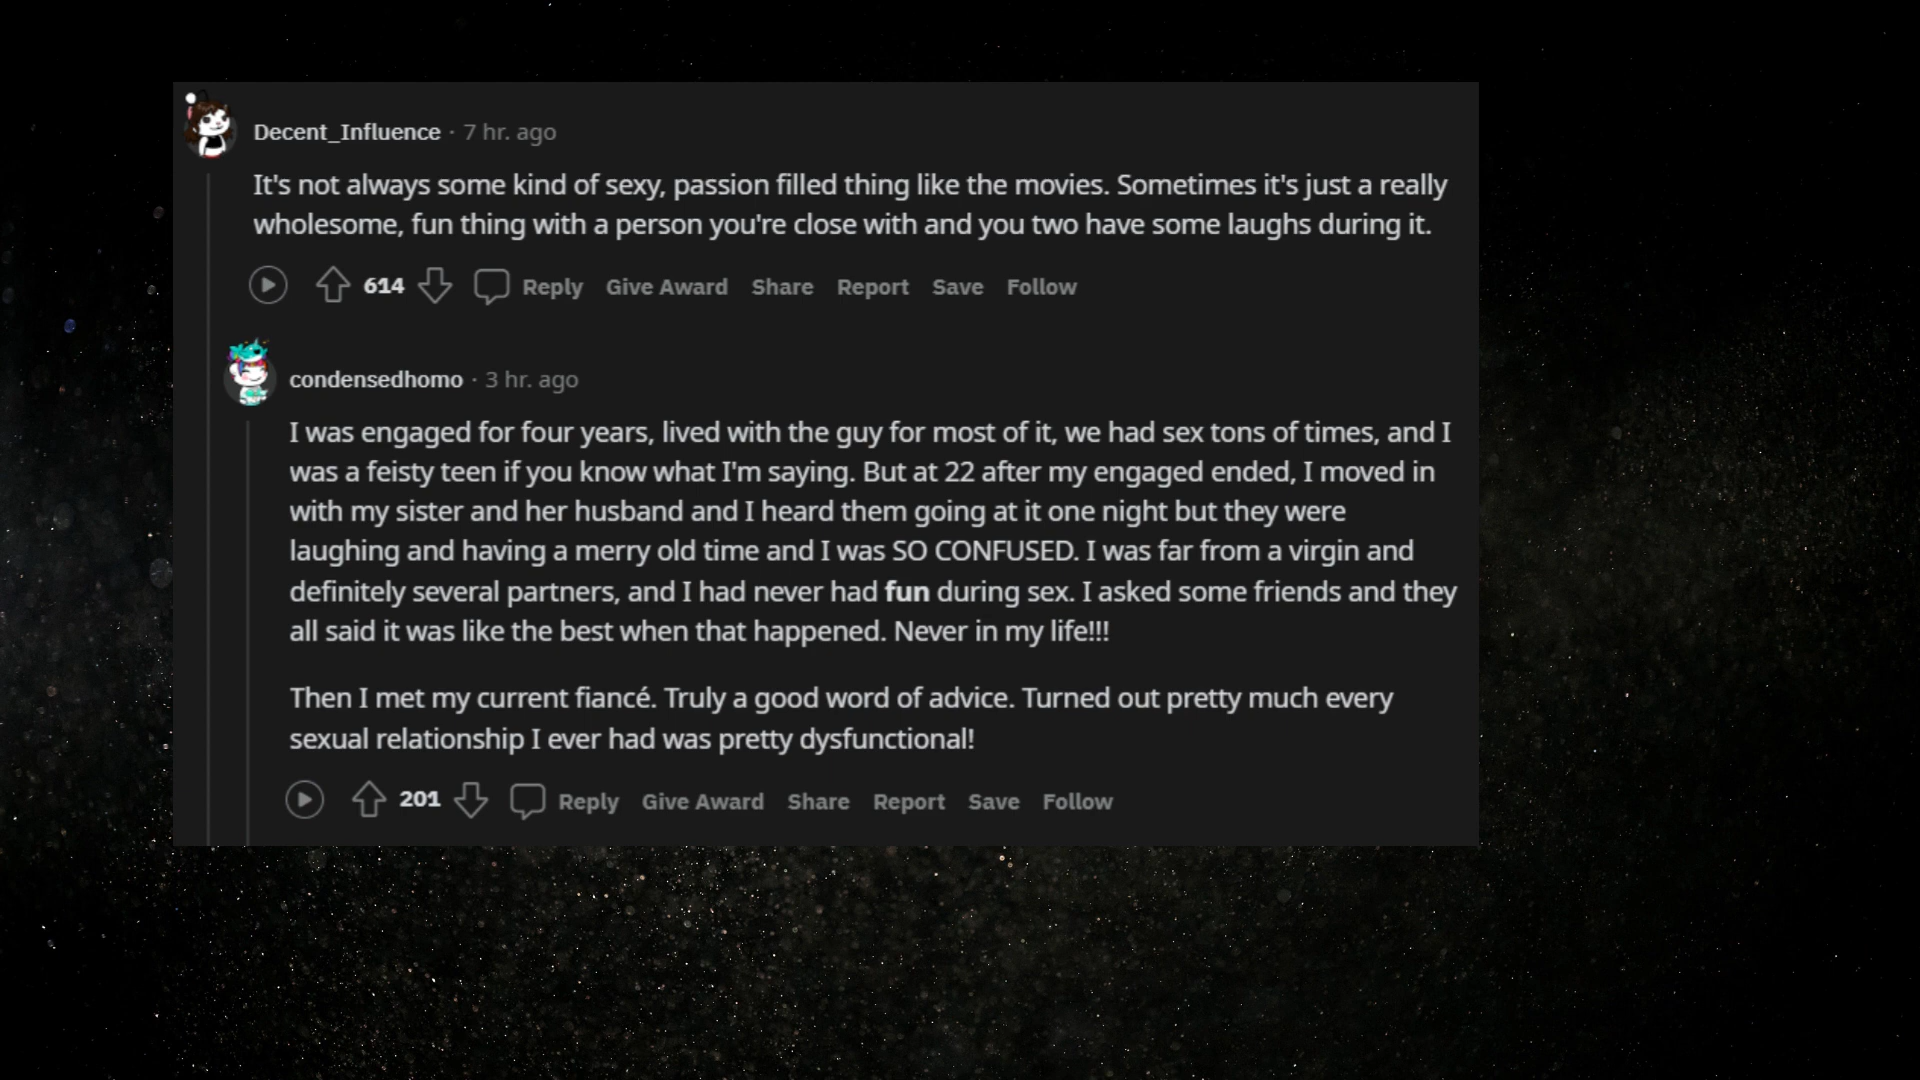 Decent_Influence · 7 hr. ago
It's not always some kind of sexy, passion filled thing like the movies. Sometimes it's just a really
wholesome, fun thing with a person you're close with and you two have some laughs during it.
614 Reply Give Award Share Report Save Follow
condensedhomo · 3 hr. ago
I was engaged for four years, lived with the guy for most of it, we had sex tons of times, and I
was a feisty teen if you know what I'm saying. But at 22 after my engaged ended, I moved in
with my sister and her husband and I heard them going at it one night but they were
laughing and having a merry old time and I was SO CONFUSED. I was far from a virgin and
definitely several partners, and I had never had fun during sex. I asked some friends and they
all said it was like the best when that happened. Never in my life!!!
Then I met my current fiancé. Truly a good word of advice. Turned out pretty much every
sexual relationship I ever had was pretty dysfunctional!
201 Reply Give Award Share Report Save Follow